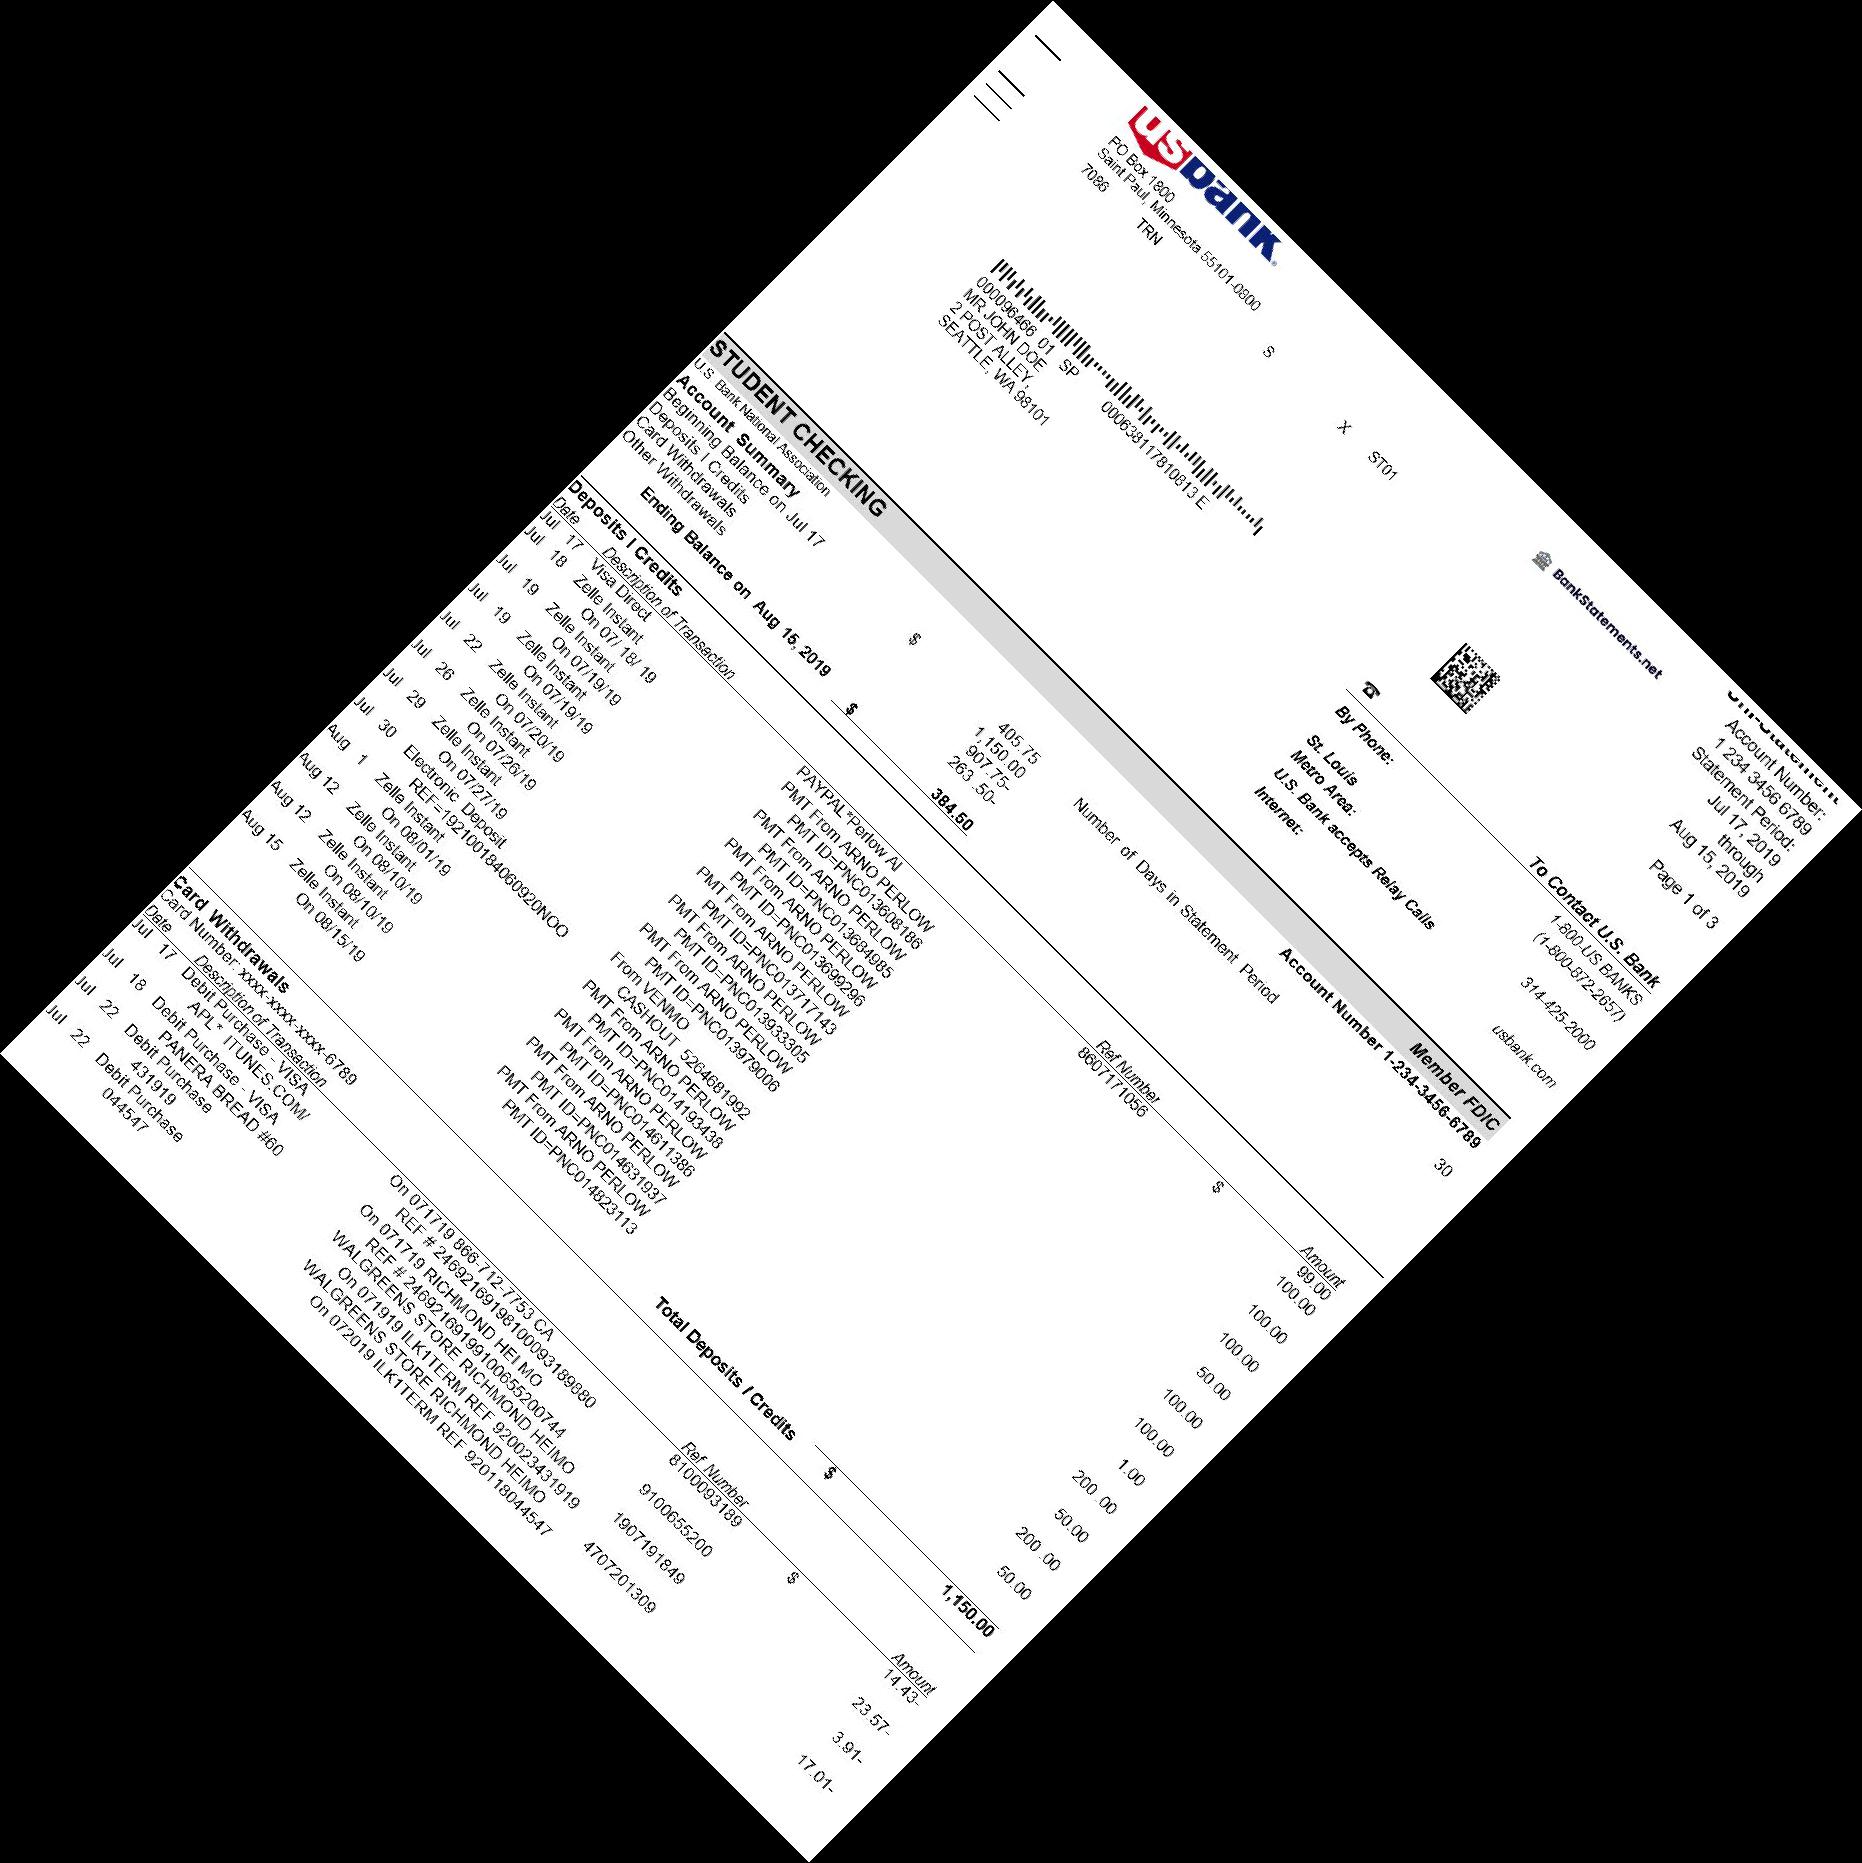 usbank
PO Box 1800
Saint Paul, Minnesota 55101-0800
7086 TRN S X ST01
BankStatements.net
Account Number:
1 234 3456 6789
Statement Period:
Jul 17, 2019
through
Aug 15, 2019
Page 1 of 3
000096466 01 SP 000638117810813 E
MR JOHN DOE
2 POST ALLEY,
SEATTLE, WA 98101
To Contact U.S. Bank
By Phone: 1-800-US BANKS
(1-800-872-2657)
St. Louis
Metro Area: 314-425-2000
U.S. Bank accepts Relay Calls
Internet: usbank.com
STUDENT CHECKING Member FDIC
U.S. Bank National Association Account Number 1-234-3456-6789
Account Summary
Beginning Balance on Jul 17 $ 405.75 Number of Days in Statement Period 30
Deposits I Credits 1,150.00
Card Withdrawals 907.75-
Other Withdrawals 263.50-
Ending Balance on Aug 15, 2019 $ 384.50
Deposits I Credits
Date Description of Transaction Ref Number Amount
Jul 17 Visa Direct PAYPAL*Perlow Al 8607171056 $ 99.00
Jul 18 Zelle Instant PMT From ARNO PERLOW 100.00
On 07/ 18/ 19 PMT ID=PNC013608186
Jul 19 Zelle Instant PMT From ARNO PERLOW 100.00
On 07/19/19 PMT ID=PNC013684985
Jul 19 Zelle Instant PMT From ARNO PERLOW 100.00
On 07/19/19 PMT ID=PNC013699296
Jul 22 Zelle Instant PMT From ARNO PERLOW 50.00
On 07/20/19 PMT ID=PNC013717143
Jul 26 Zelle Instant PMT From ARNO PERLOW 100.00
On 07/26/19 PMT ID=PNC013933305
Jul 29 Zelle Instant PMT From ARNO PERLOW 100.00
On 07/27/19 PMT ID=PNC013979006
Jul 30 Electronic Deposit From VENMO 1.00
REF=192100184060920NOO CASHOUT 5264681992
Aug 1 Zelle Instant PMT From ARNO PERLOW 200 .00
On 08/01/19 PMT ID=PNC014193438
Aug 12 Zelle Instant PMT From ARNO PERLOW 50.00
On 08/10/19 PMT ID=PNC014611386
Aug 12 Zelle Instant PMT From ARNO PERLOW 200 .00
On 08/10/19 PMT ID=PNC014631937
Aug 15 Zelle Instant PMT From ARNO PERLOW 50.00
On 08/15/19 PMT ID=PNC014823113
Total Deposits / Credits $ 1,150.00
Card Withdrawals
Card Number: xxxx-xxxx-xxxx-6789
Date Description of Transaction Ref Number Amount
Jul 17 Debit Purchase - VISA On 071719 866-712-7753 CA 8100093189 $ 14.43-
APL* ITUNES.COM/ REF # 24692169198100093189880
Jul 18 Debit Purchase - VISA On 071719 RICHMOND HEI MO 9100655200 23.57-
PANERA BREAD #60 REF # 24692169199100655200744
Jul 22 Debit Purchase WALGREENS STORE RICHMOND HEIMO 1907191849 3.91-
431919 On 071919 ILK1TERM REF 920023431919
Jul 22 Debit Purchase WALGREENS STORE RICHMOND HEIMO 4707201309 17.01-
044547 On 072019 ILK1TERM REF 920118044547